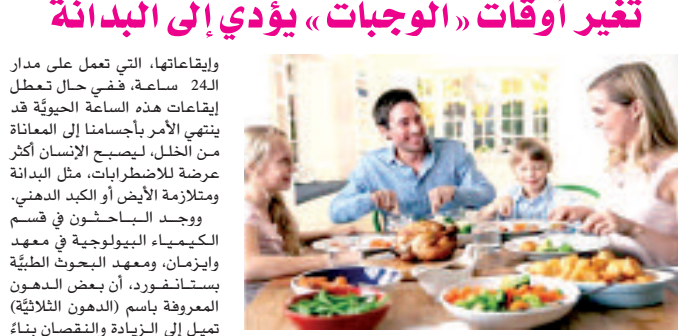 تغير أوقات «الوجبات» يؤدي إلى البدانة
وإيقاعاتها، التي تعمل على مدار
الـ24 ساعة، ففي حال تعطل
إيقاعات هذه الساعة الحيويَّة قد
ينتهي الأمر بأجسامنا إلى المعاناة
من الخلل، ليصبح الإنسان أكثر
عرضة للاضطرابات، مثل البدانة
ومتلازمة الأيض أو الكبد الدهني.
ووجد الباحثون في قسم
الكيمياء البيولوجية في معهد
وايزمان، ومعهد البحوث الطبيَّة
بستانفورد، أن بعض الدهون
المعروفة باسم (الدهون الثلاثيَّة)
تميل إلى الزيادة والنقصان بناءً